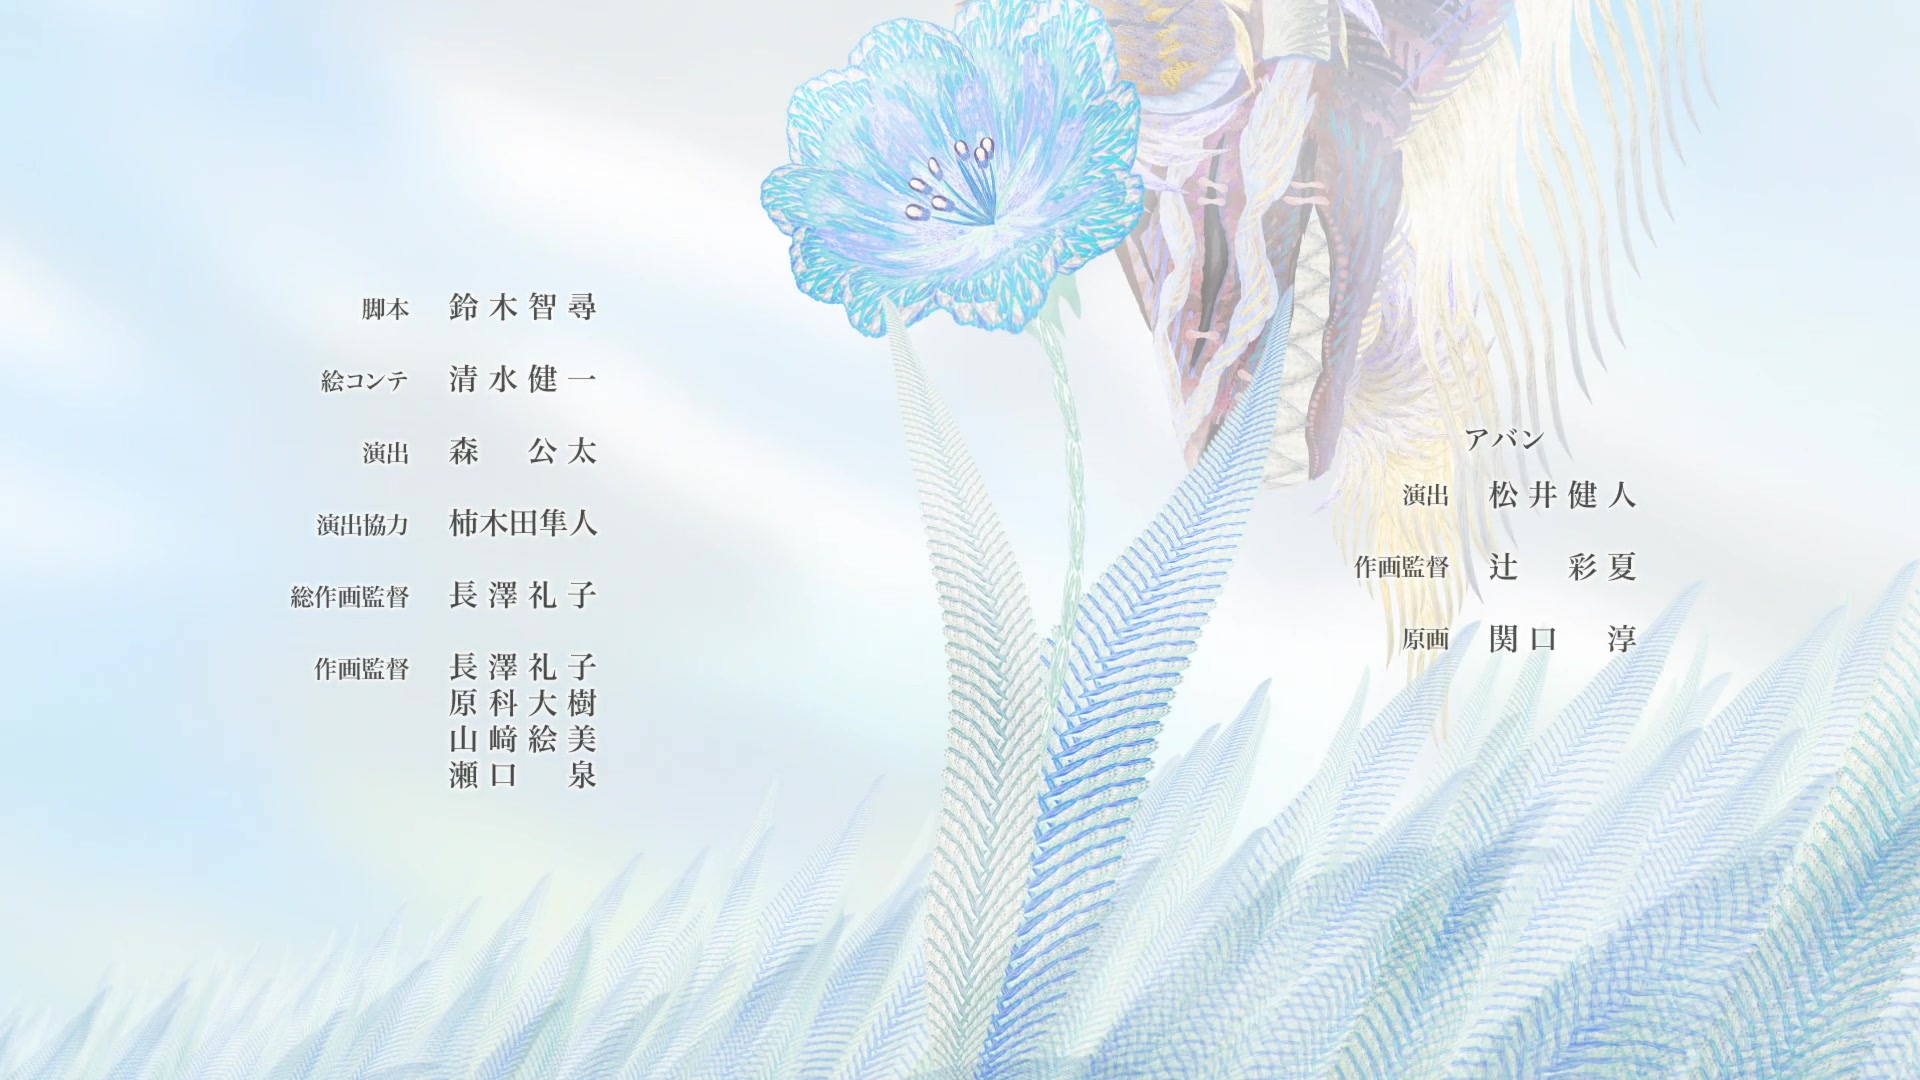 脚本 鈴木智尋
絵コンテ 清水健一
演出 森 公太
演出協力 柿木田隼人
総作画監督 長澤礼子
作画監督 長澤礼子
原科大樹
山﨑絵美
瀬口 泉
アバン
演出 松井健人
作画監督 辻 彩夏
原画 関口 淳